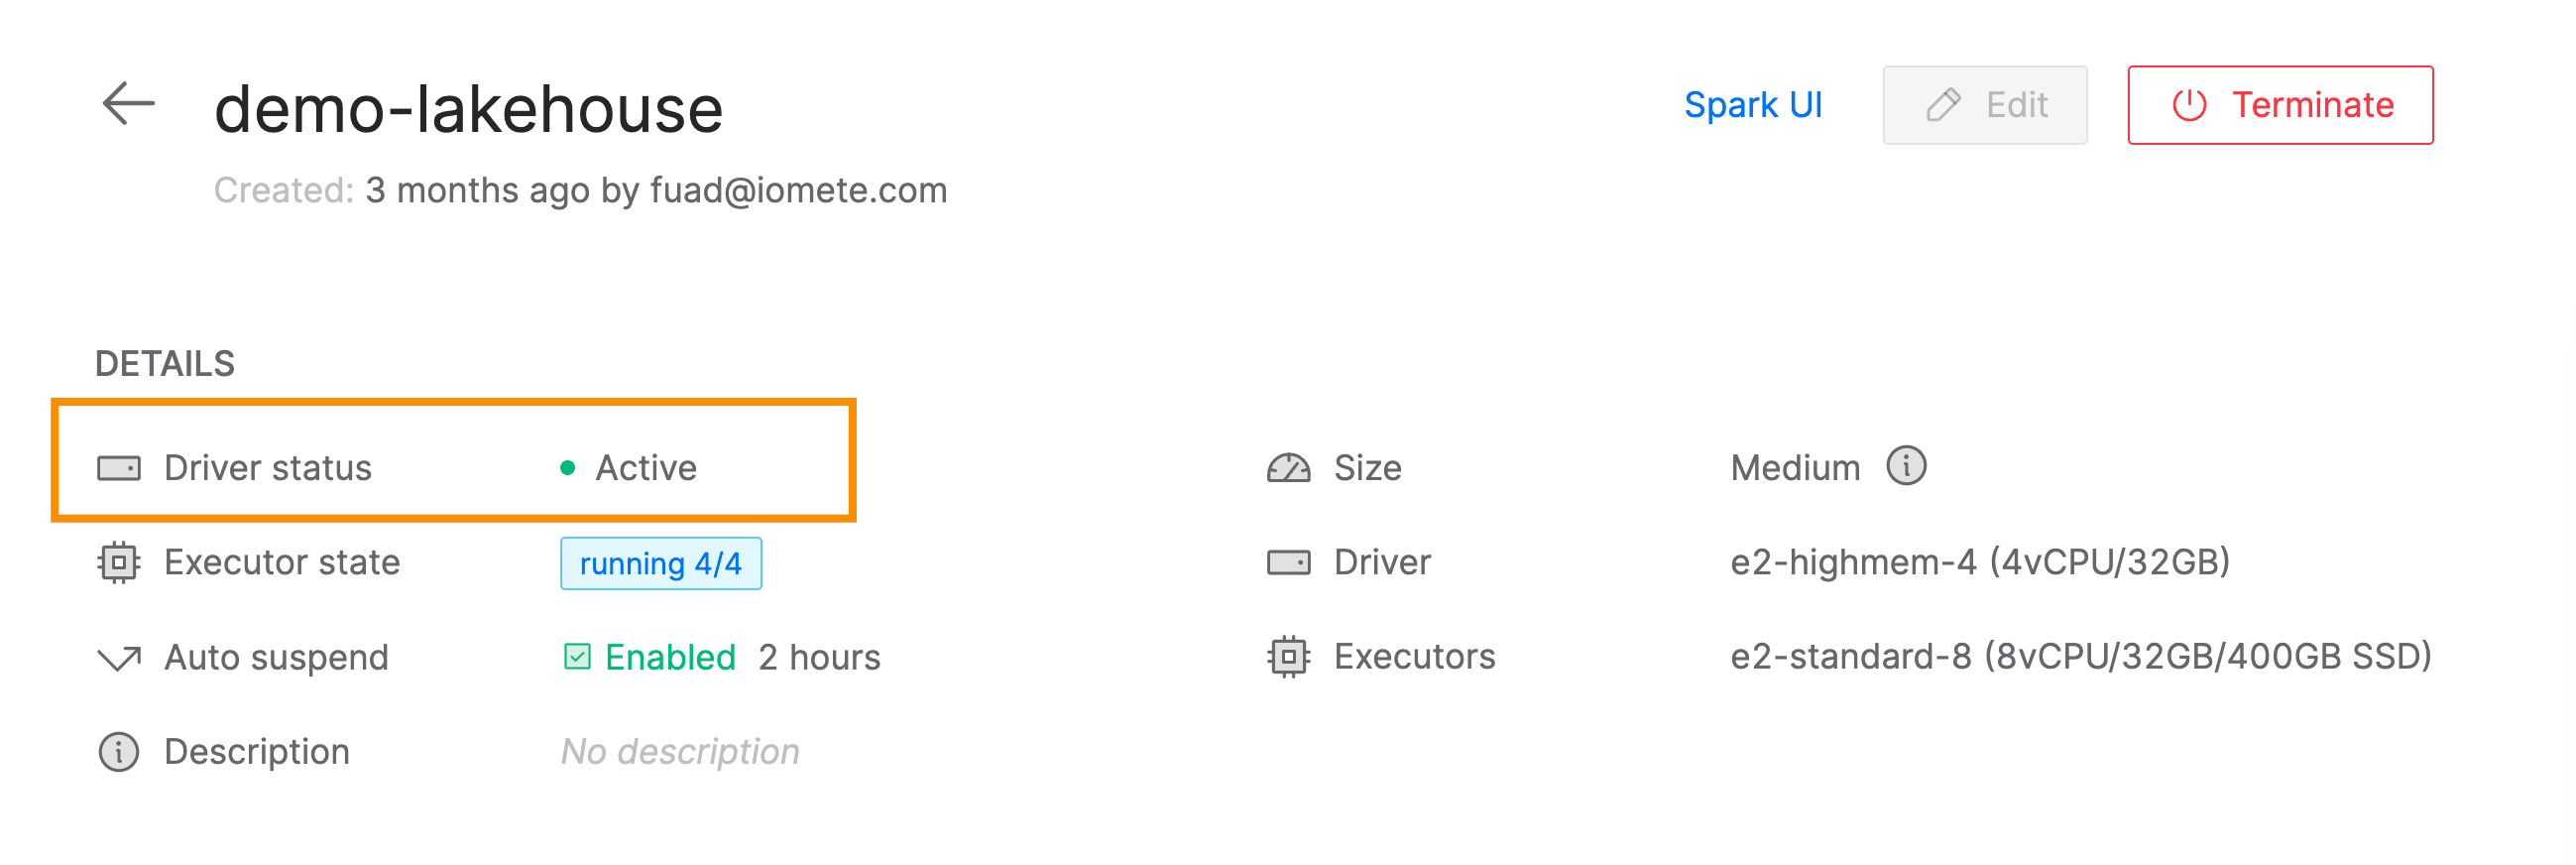 demo-lakehouse
Spark UI
Edit
Terminate
Created: 3 months ago by fuad@iomete.com
DETAILS
Driver status Active
Executor state running 4/4
Auto suspend Enabled 2 hours
Description No description
Size Medium
Driver e2-highmem-4 (4vCPU/32GB)
Executors e2-standard-8 (8vCPU/32GB/400GB SSD)